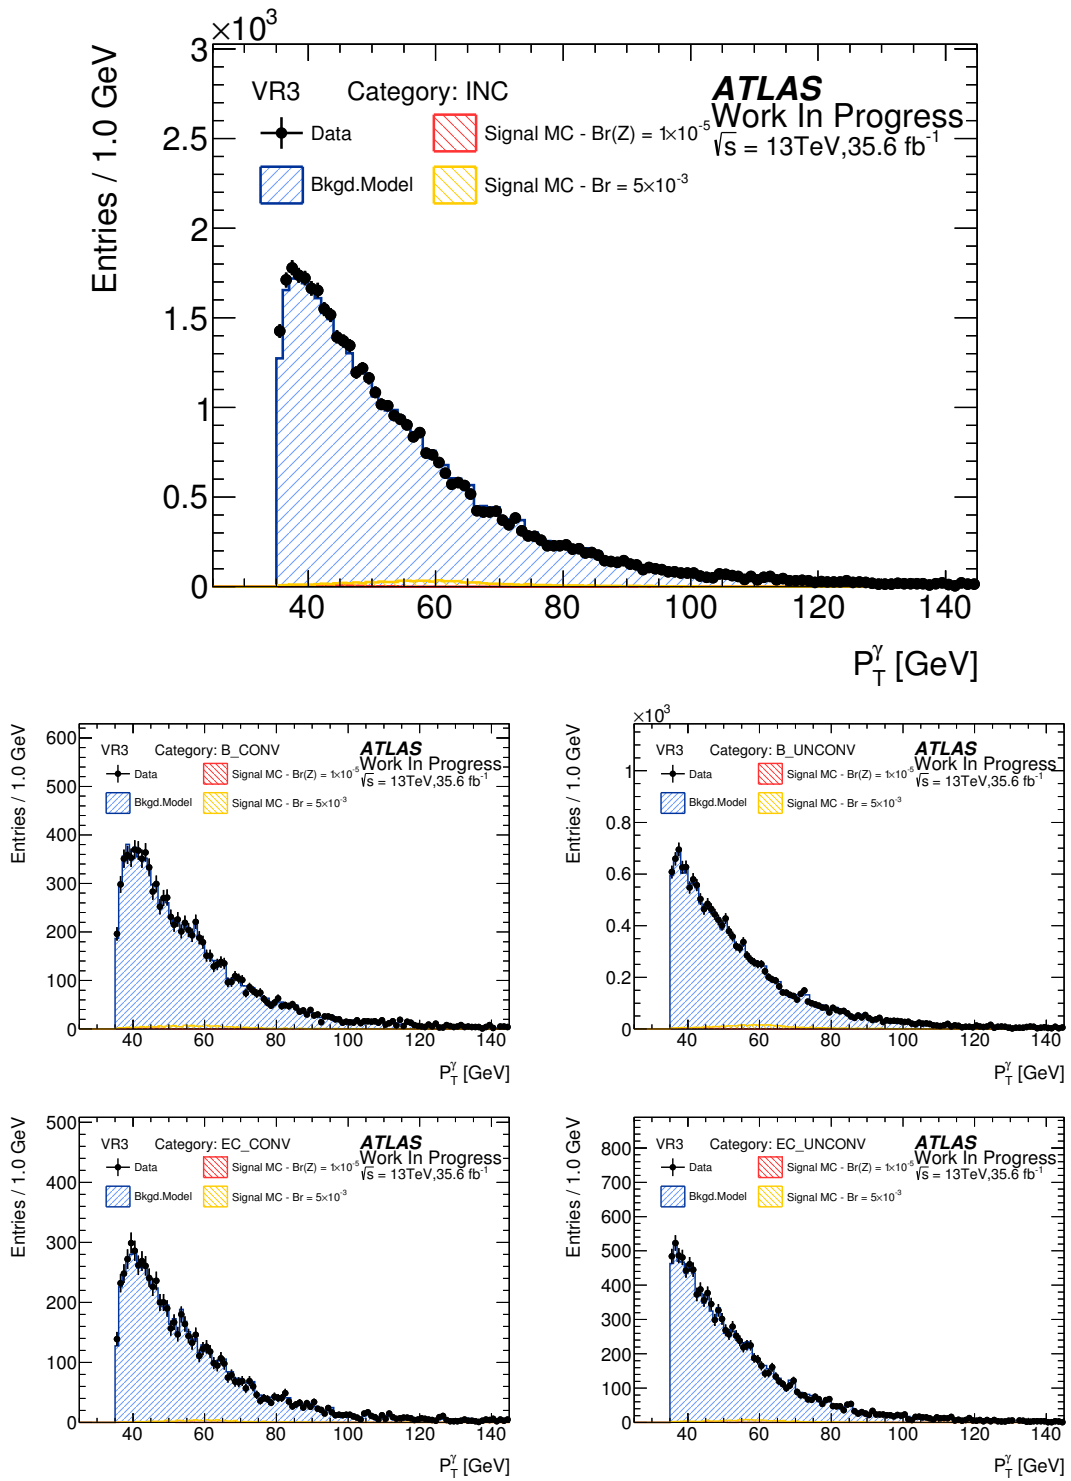 ×10³
Entries / 1.0 GeV
3
2.5
2
1.5
1
0.5
0
VR3 Category: INC
Data
Bkgd.Model
Signal MC - Br(Z) = 1×10⁻⁵
Signal MC - Br = 5×10⁻³
ATLAS
Work In Progress
√s = 13TeV,35.6 fb⁻¹
40 60 80 100 120 140
P_T^γ [GeV]
Entries / 1.0 GeV
600
500
400
300
200
100
0
VR3 Category: B_CONV
Data
Bkgd.Model
Signal MC - Br(Z) = 1×10⁻⁵
Signal MC - Br = 5×10⁻³
ATLAS
Work In Progress
√s = 13TeV,35.6 fb⁻¹
40 60 80 100 120 140
P_T^γ [GeV]
×10³
Entries / 1.0 GeV
1
0.8
0.6
0.4
0.2
0
VR3 Category: B_UNCONV
Data
Bkgd.Model
Signal MC - Br(Z) = 1×10⁻⁵
Signal MC - Br = 5×10⁻³
ATLAS
Work In Progress
√s = 13TeV,35.6 fb⁻¹
40 60 80 100 120 140
P_T^γ [GeV]
Entries / 1.0 GeV
500
400
300
200
100
0
VR3 Category: EC_CONV
Data
Bkgd.Model
Signal MC - Br(Z) = 1×10⁻⁵
Signal MC - Br = 5×10⁻³
ATLAS
Work In Progress
√s = 13TeV,35.6 fb⁻¹
40 60 80 100 120 140
P_T^γ [GeV]
Entries / 1.0 GeV
800
700
600
500
400
300
200
100
0
VR3 Category: EC_UNCONV
Data
Bkgd.Model
Signal MC - Br(Z) = 1×10⁻⁵
Signal MC - Br = 5×10⁻³
ATLAS
Work In Progress
√s = 13TeV,35.6 fb⁻¹
40 60 80 100 120 140
P_T^γ [GeV]